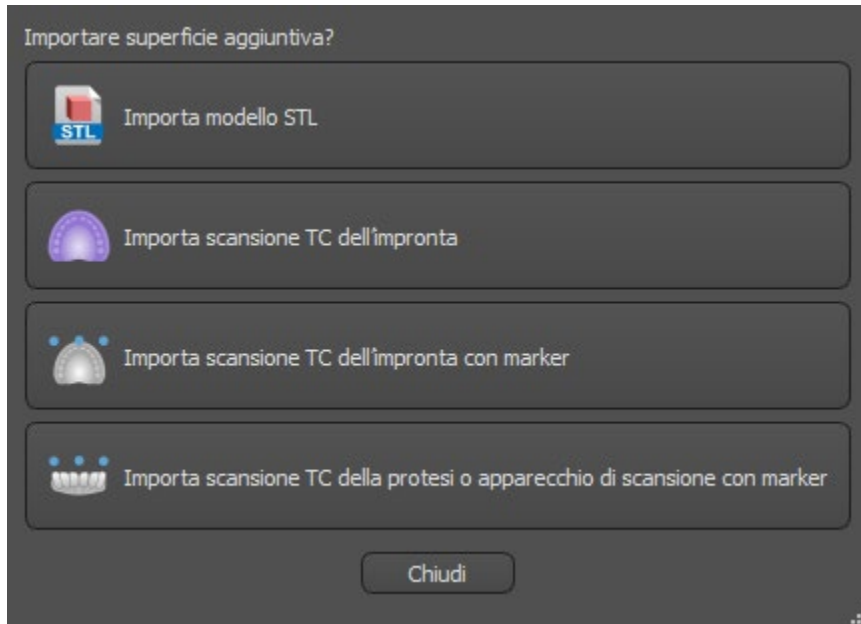 Importare superficie aggiuntiva?
STL
Importa modello STL
Importa scansione TC dell'impronta
Importa scansione TC dell'impronta con marker
Importa scansione TC della protesi o apparecchio di scansione con marker
Chiudi